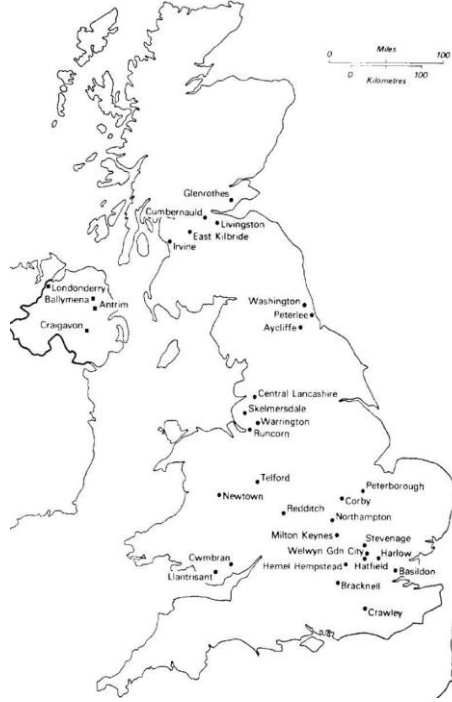 Miles
0 100
0 100
Kilometres
Glenrothes
Cumbernauld
Livingston
East Kilbride
Irvine
Londonderry
Ballymena
Antrim
Craigavon
Washington
Peterlee
Aycliffe
Central Lancashire
Skelmersdale
Warrington
Runcorn
Telford
Newtown
Peterborough
Corby
Redditch
Northampton
Milton Keynes
Stevenage
Welwyn Gdn City
Harlow
Cwmbran
Hemel Hempstead
Hatfield
Basildon
Llantrisant
Bracknell
Crawley